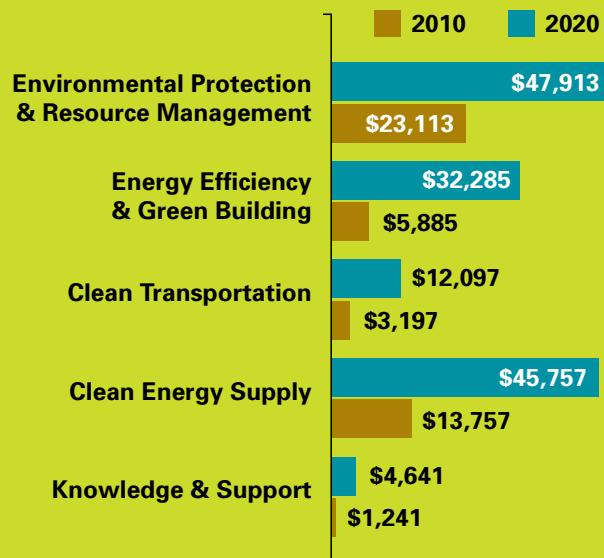 2010 2020
Environmental Protection
& Resource Management
$47,913
$23,113
Energy Efficiency
& Green Building
$32,285
$5,885
Clean Transportation
$12,097
$3,197
Clean Energy Supply
$45,757
$13,757
Knowledge & Support
$4,641
$1,241